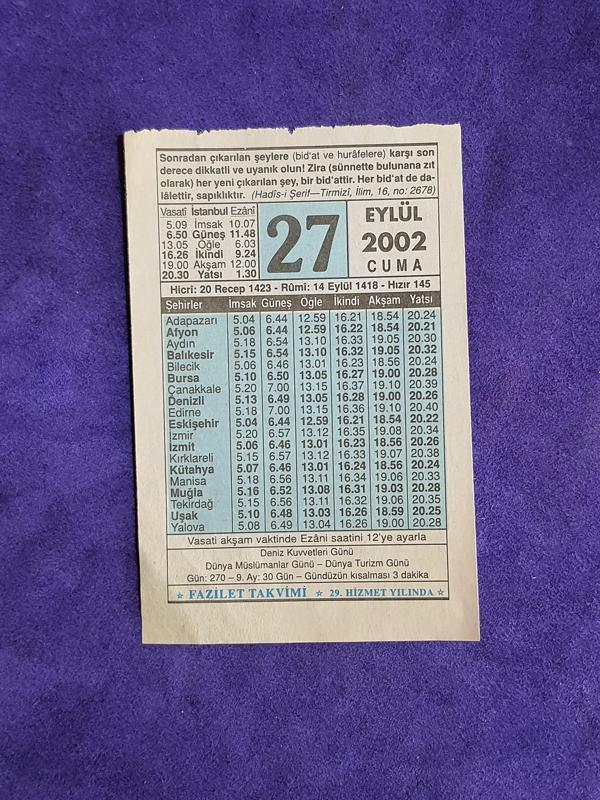 Sonradan çıkarılan şeylere (bid'at ve hurâfelere) karşı son
derece dikkatli ve uyanık olun! Zira (sünnette bulunana zıt
olarak) her yeni çıkarılan şey, bir bid'attir. Her bid'at de da-
lâlettir, sapıklıktır. (Hadîs-i Şerif—Tirmizî, İlim, 16, no: 2678)
Vasatî İstanbul Ezanî
5.09 İmsak 10.07
6.50 Güneş 11.48
13.05 Öğle 6.03
16.26 İkindi 9.24
19.00 Akşam 12.00
20.30 Yatsı 1.30
27
EYLÜL
2002
CUMA
Hicrî: 20 Recep 1423 - Rûmî: 14 Eylül 1418 - Hızır 145
Şehirler İmsak Güneş Öğle İkindi Akşam Yatsı
Adapazarı 5.04 6.44 12.59 16.21 18.54 20.24
Afyon 5.06 6.44 12.59 16.22 18.54 20.21
Aydın 5.18 6.54 13.10 16.33 19.05 20.30
Balıkesir 5.15 6.54 13.10 16.32 19.05 20.32
Bilecik 5.06 6.46 13.01 16.23 18.56 20.24
Bursa 5.10 6.50 13.05 16.27 19.00 20.28
Çanakkale 5.20 7.00 13.15 16.37 19.10 20.39
Denizli 5.13 6.49 13.05 16.28 19.00 20.26
Edirne 5.18 7.00 13.15 16.36 19.10 20.40
Eskişehir 5.04 6.44 12.59 16.21 18.54 20.22
İzmir 5.20 6.57 13.12 16.35 19.08 20.34
İzmit 5.06 6.46 13.01 16.23 18.56 20.26
Kırklareli 5.15 6.57 13.12 16.33 19.07 20.38
Kütahya 5.07 6.46 13.01 16.24 18.56 20.24
Manisa 5.18 6.56 13.11 16.34 19.06 20.33
Muğla 5.16 6.52 13.08 16.31 19.03 20.28
Tekirdağ 5.15 6.56 13.11 16.32 19.06 20.35
Uşak 5.10 6.48 13.03 16.26 18.59 20.25
Yalova 5.08 6.49 13.04 16.26 19.00 20.28
Vasati akşam vaktinde Ezâni saatini 12'ye ayarla
Deniz Kuvvetleri Günü
Dünya Müslümanlar Günü – Dünya Turizm Günü
Gün: 270 – 9. Ay: 30 Gün – Gündüzün kısalması 3 dakika
☆ FAZİLET TAKVİMİ ☆ 29. HİZMET YILINDA ☆